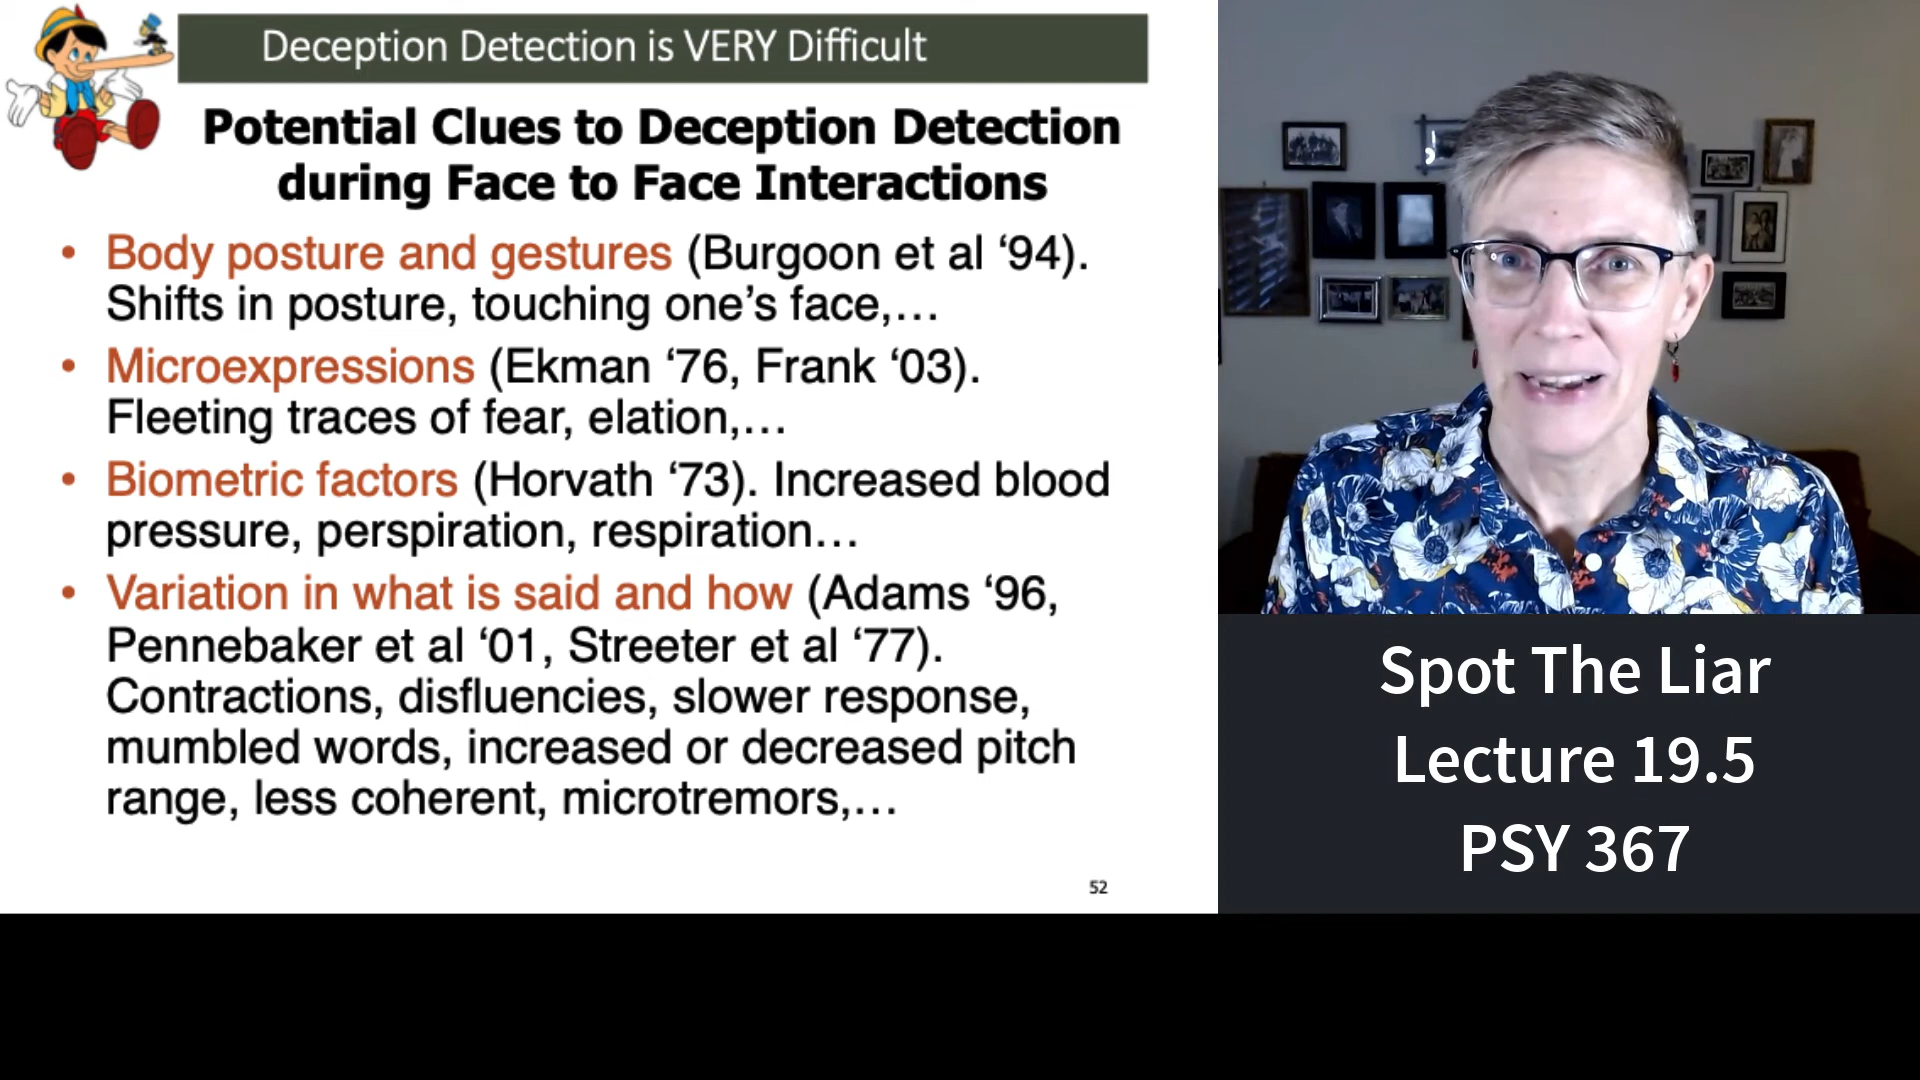 Deception Detection is VERY Difficult
Potential Clues to Deception Detection
during Face to Face Interactions
• Body posture and gestures (Burgoon et al ‘94).
Shifts in posture, touching one’s face,…
• Microexpressions (Ekman ‘76, Frank ‘03).
Fleeting traces of fear, elation,…
• Biometric factors (Horvath ‘73). Increased blood
pressure, perspiration, respiration…
• Variation in what is said and how (Adams ‘96,
Pennebaker et al ‘01, Streeter et al ‘77).
Contractions, disfluencies, slower response,
mumbled words, increased or decreased pitch
range, less coherent, microtremors,…
52
Spot The Liar
Lecture 19.5
PSY 367